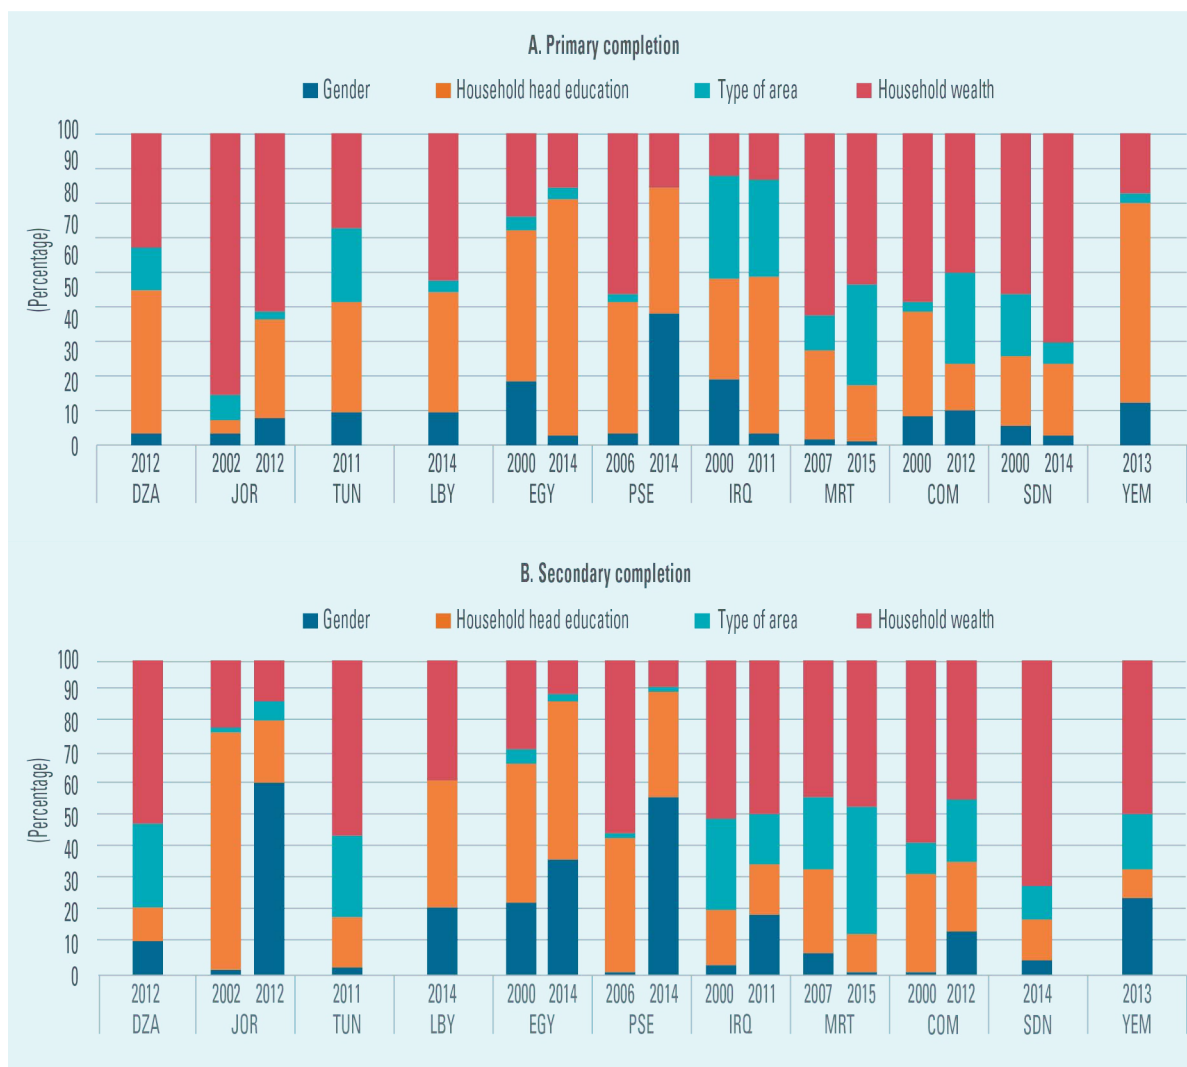 A. Primary completion
Gender Household head education Type of area Household wealth
(Percentage)
100
90
80
70
60
50
40
30
20
10
0
2012 2002 2012 2011 2014 2000 2014 2006 2014 2000 2011 2007 2015 2000 2012 2000 2014 2013
DZA JOR TUN LBY EGY PSE IRQ MRT COM SDN YEM
B. Secondary completion
Gender Household head education Type of area Household wealth
(Percentage)
100
90
80
70
60
50
40
30
20
10
0
2012 2002 2012 2011 2014 2000 2014 2006 2014 2000 2011 2007 2015 2000 2012 2014 2013
DZA JOR TUN LBY EGY PSE IRQ MRT COM SDN YEM